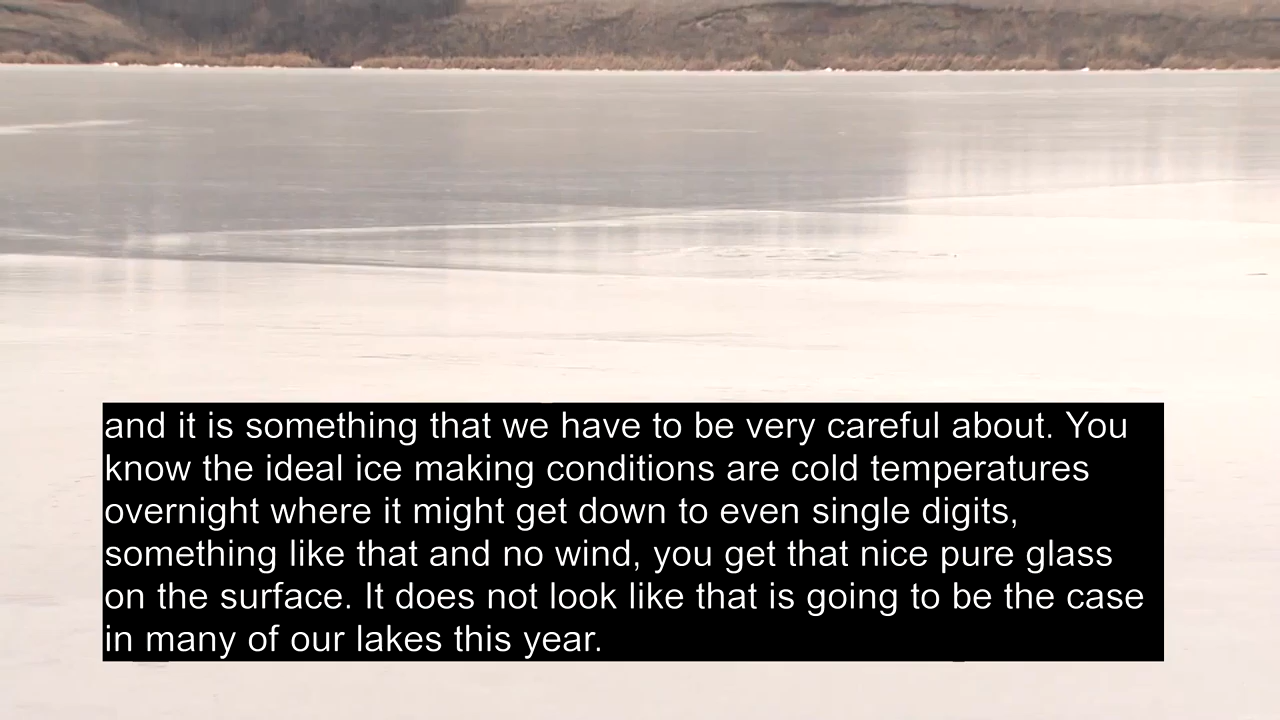 and it is something that we have to be very careful about. You
know the ideal ice making conditions are cold temperatures
overnight where it might get down to even single digits,
something like that and no wind, you get that nice pure glass
on the surface. It does not look like that is going to be the case
in many of our lakes this year.